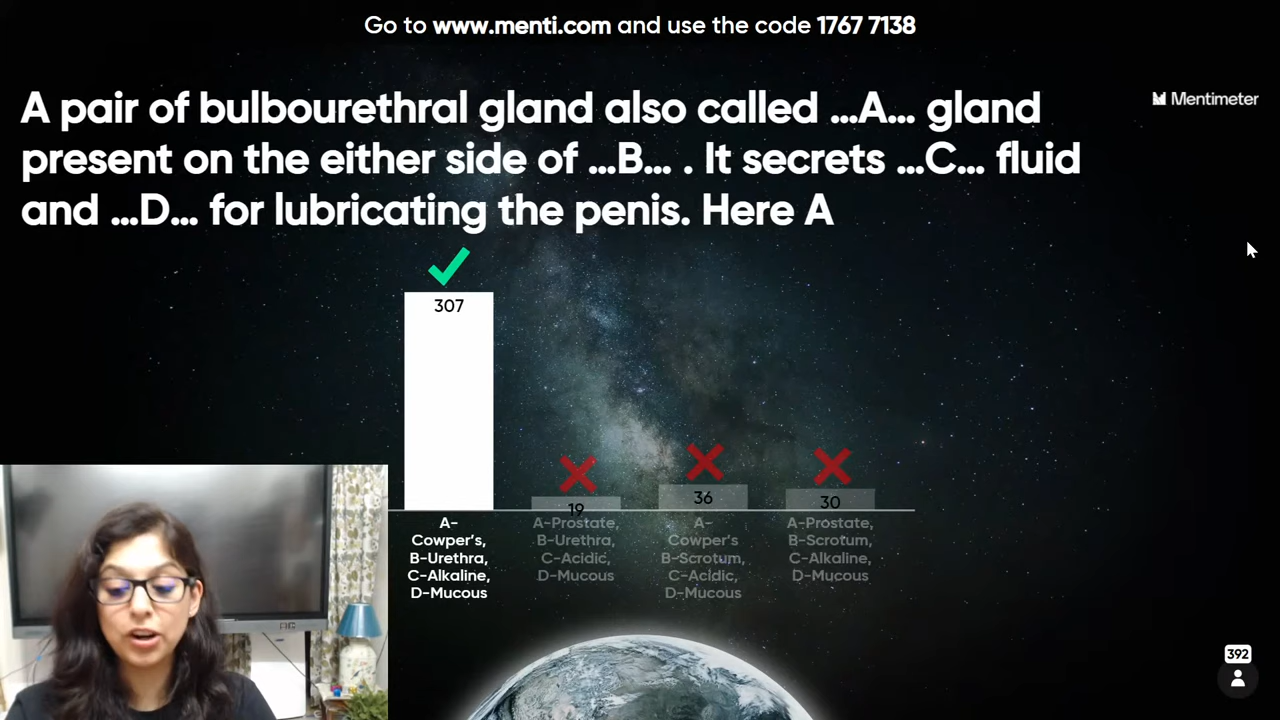 Go to www.menti.com and use the code 1767 7138
Mentimeter
A pair of bulbourethral gland also called ...A... gland
present on the either side of ...B... . It secrets ...C... fluid
and ...D... for lubricating the penis. Here A
307
19
36
30
A-
Cowper's,
B-Urethra,
C-Alkaline,
D-Mucous
A-Prostate,
B-Urethra,
C-Acidic,
D-Mucous
A-
Cowper's
B-Scrotum,
C-Acidic,
D-Mucous
A-Prostate,
B-Scrotum,
C-Alkaline,
D-Mucous
392